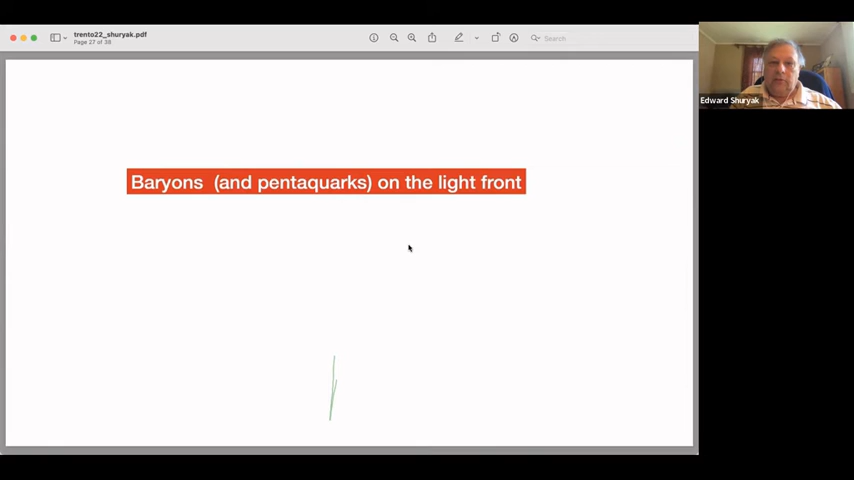 trento22_shuryak.pdf
Page 27 of 38
Search
Edward Shuryak
Baryons (and pentaquarks) on the light front